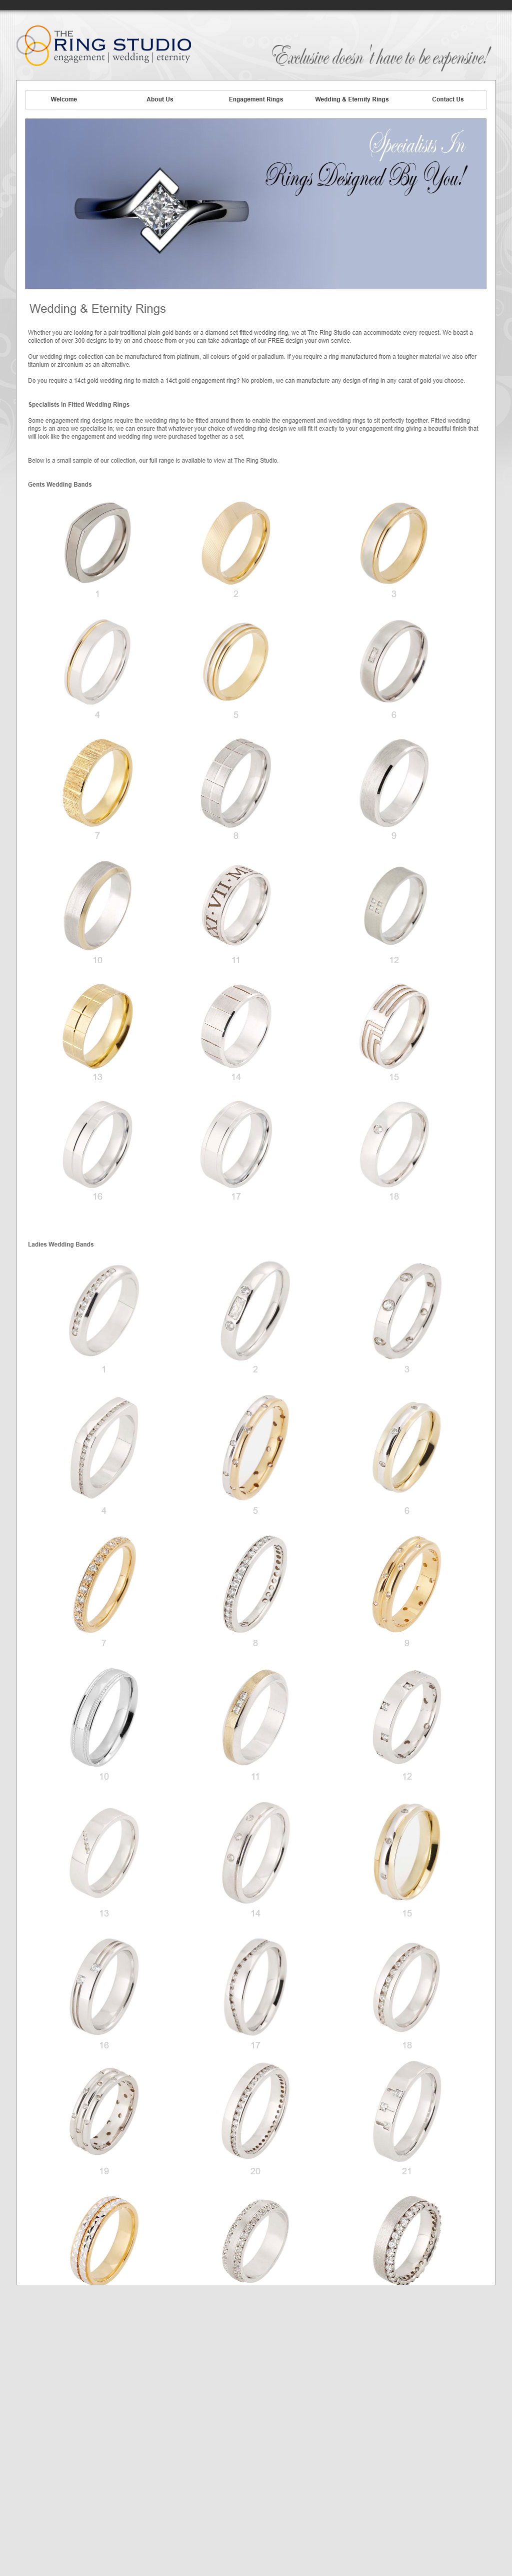 THE
RING STUDIO
engagement | wedding | eternity
Exclusive doesn't have to be expensive!
Welcome About Us Engagement Rings Wedding & Eternity Rings Contact Us
Specialists In
Rings Designed By You!
Wedding & Eternity Rings
Whether you are looking for a pair traditional plain gold bands or a diamond set fitted wedding ring, we at The Ring Studio can accommodate every request. We boast a
collection of over 300 designs to try on and choose from or you can take advantage of our FREE design your own service.
Our wedding rings collection can be manufactured from platinum, all colours of gold or palladium. If you require a ring manufactured from a tougher material we also offer
titanium or zirconium as an alternative.
Do you require a 14ct gold wedding ring to match a 14ct gold engagement ring? No problem, we can manufacture any design of ring in any carat of gold you choose.
Specialists In Fitted Wedding Rings
Some engagement ring designs require the wedding ring to be fitted around them to enable the engagement and wedding rings to sit perfectly together. Fitted wedding
rings is an area we specialise in, we can ensure that whatever your choice of wedding ring design we will fit it exactly to your engagement ring giving a beautiful finish that
will look like the engagement and wedding ring were purchased together as a set.
Below is a small sample of our collection, our full range is available to view at The Ring Studio.
Gents Wedding Bands
1 2 3
4 5 6
7 8 9
XI·VII·M
10 11 12
13 14 15
16 17 18
Ladies Wedding Bands
1 2 3
4 5 6
7 8 9
10 11 12
13 14 15
16 17 18
19 20 21